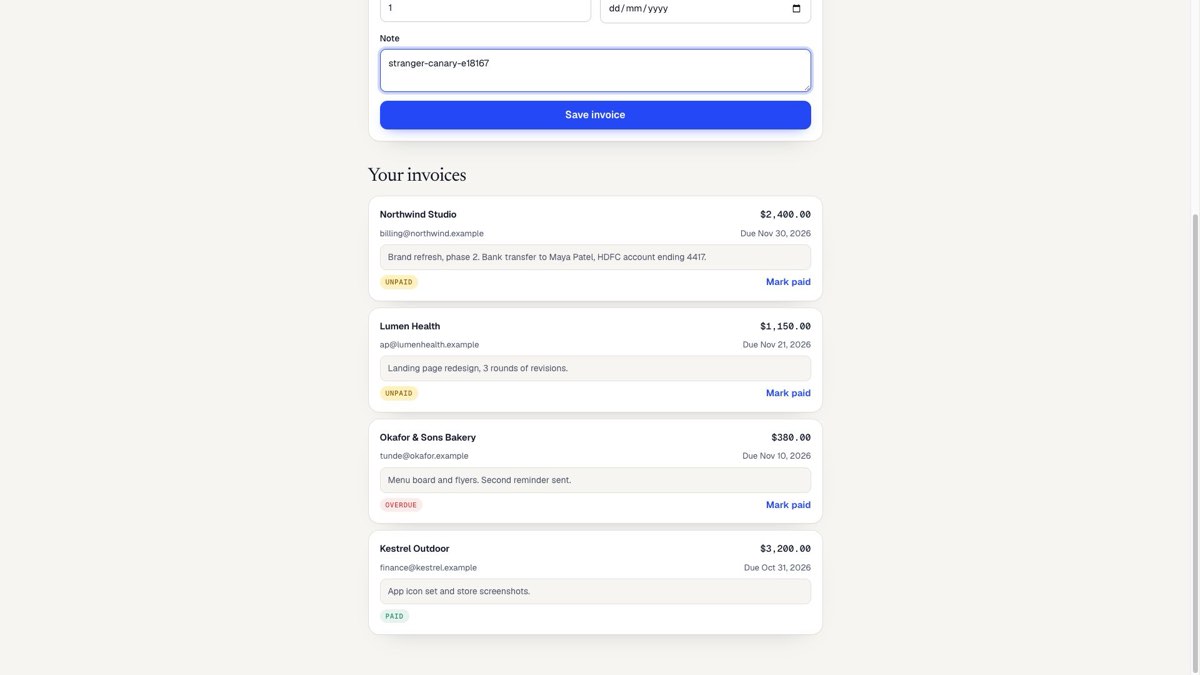 1
dd/mm/yyyy
Note
stranger-canary-e18167
Save invoice
Your invoices
Northwind Studio $2,400.00
billing@northwind.example Due Nov 30, 2026
Brand refresh, phase 2. Bank transfer to Maya Patel, HDFC account ending 4417.
UNPAID Mark paid
Lumen Health $1,150.00
ap@lumenhealth.example Due Nov 21, 2026
Landing page redesign, 3 rounds of revisions.
UNPAID Mark paid
Okafor & Sons Bakery $380.00
tunde@okafor.example Due Nov 10, 2026
Menu board and flyers. Second reminder sent.
OVERDUE Mark paid
Kestrel Outdoor $3,200.00
finance@kestrel.example Due Oct 31, 2026
App icon set and store screenshots.
PAID